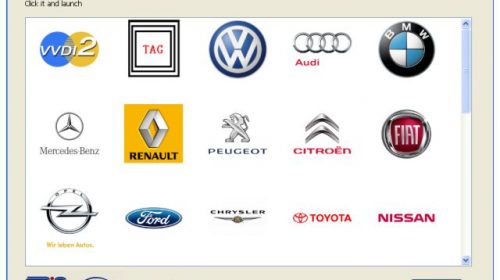 Click it and launch
VVDI2
TAG
Audi
BMW
Mercedes-Benz
RENAULT
PEUGEOT
CITROËN
FIAT
OPEL
Wir leben Autos.
Ford
CHRYSLER
TOYOTA
NISSAN